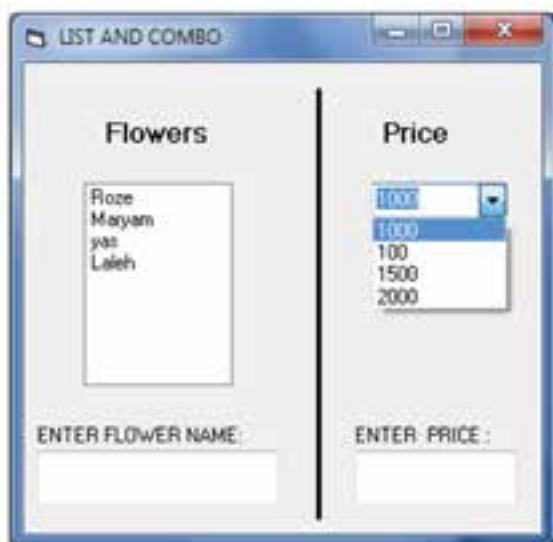 LIST AND COMBO
Flowers
Roze
Maryam
yas
Laleh
ENTER FLOWER NAME:
Price
1000
1000
100
1500
2000
ENTER PRICE :